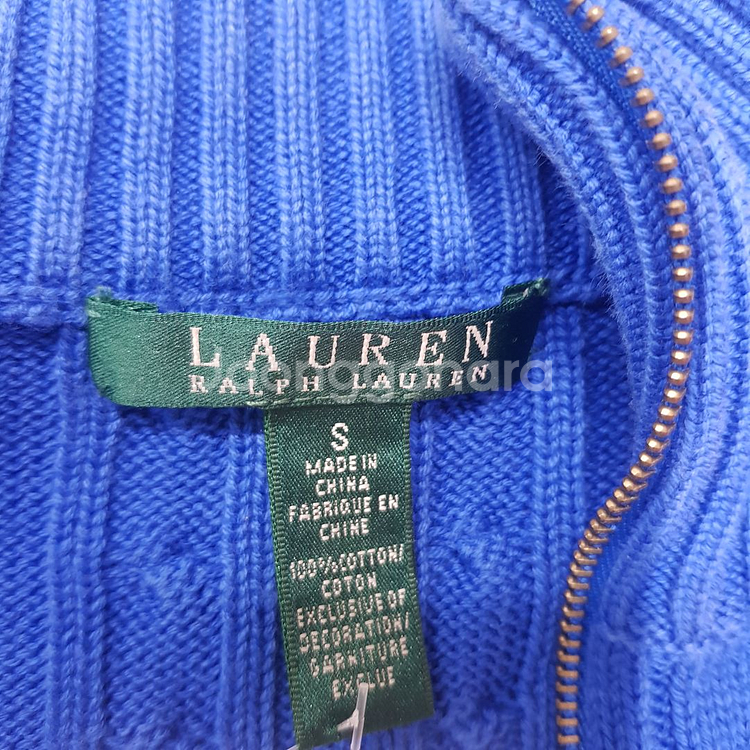 LAUREN
RALPH LAUREN
S
MADE IN
CHINA
FABRIQUE EN
CHINE
100% COTTON/
COTON
EXCLUSIVE OF
DECORATION/
GARNITURE
EXCLUE